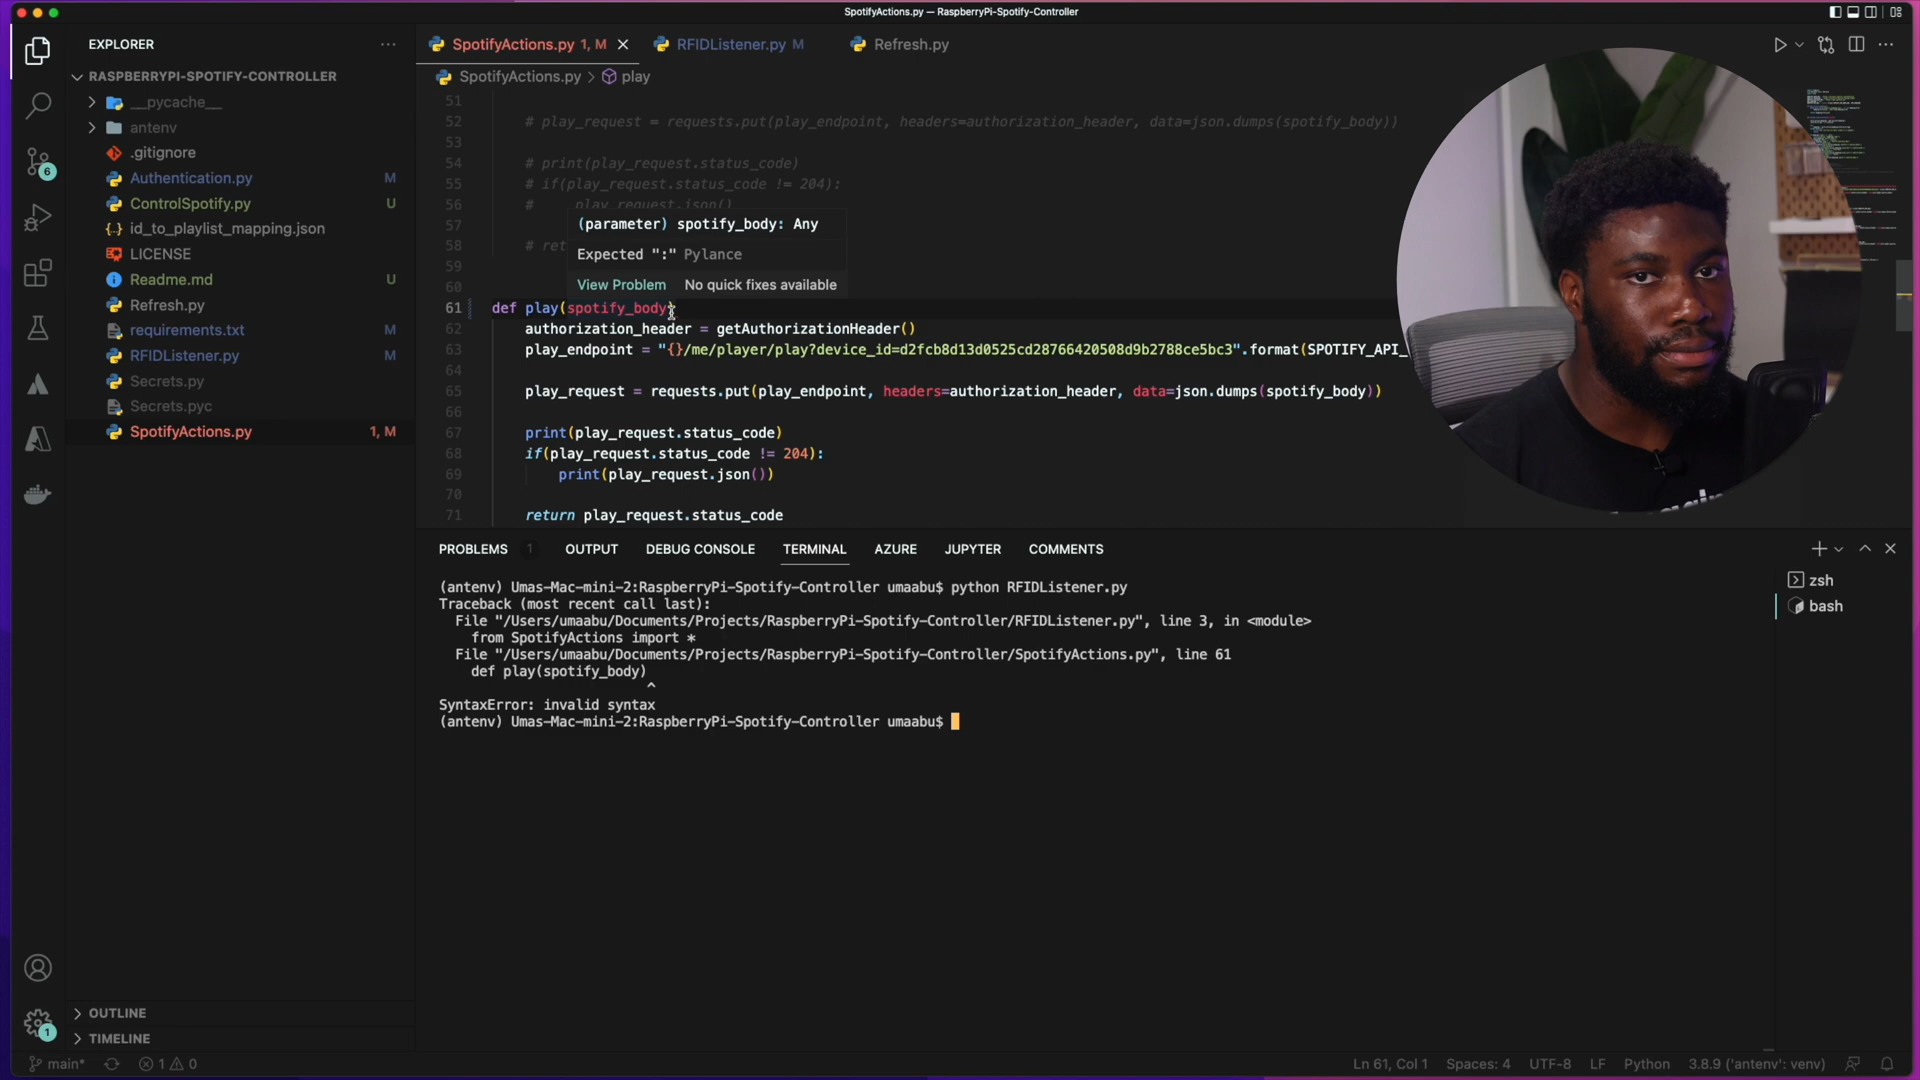 SpotifyActions.py — RaspberryPi-Spotify-Controller
EXPLORER
SpotifyActions.py 1, M
RFIDListener.py M
Refresh.py
RASPBERRYPI-SPOTIFY-CONTROLLER
SpotifyActions.py > play
__pycache__
antenv
.gitignore
Authentication.py M
ControlSpotify.py U
id_to_playlist_mapping.json
LICENSE
Readme.md U
Refresh.py
requirements.txt M
RFIDListener.py M
Secrets.py
Secrets.pyc
SpotifyActions.py 1, M
6
51
52 # play_request = requests.put(play_endpoint, headers=authorization_header, data=json.dumps(spotify_body))
53
54 # print(play_request.status_code)
55 # if(play_request.status_code != 204):
56 # play_request.json()
57
58 # ret
59
60
(parameter) spotify_body: Any
Expected ":" Pylance
View Problem No quick fixes available
61 def play(spotify_body)
62 authorization_header = getAuthorizationHeader()
63 play_endpoint = "{}/me/player/play?device_id=d2fcb8d13d0525cd28766420508d9b2788ce5bc3".format(SPOTIFY_API_
64
65 play_request = requests.put(play_endpoint, headers=authorization_header, data=json.dumps(spotify_body))
66
67 print(play_request.status_code)
68 if(play_request.status_code != 204):
69 print(play_request.json())
70
71 return play_request.status_code
PROBLEMS 1 OUTPUT DEBUG CONSOLE TERMINAL AZURE JUPYTER COMMENTS
(antenv) Umas-Mac-mini-2:RaspberryPi-Spotify-Controller umaabu$ python RFIDListener.py
Traceback (most recent call last):
File "/Users/umaabu/Documents/Projects/RaspberryPi-Spotify-Controller/RFIDListener.py", line 3, in <module>
from SpotifyActions import *
File "/Users/umaabu/Documents/Projects/RaspberryPi-Spotify-Controller/SpotifyActions.py", line 61
def play(spotify_body)
^
SyntaxError: invalid syntax
(antenv) Umas-Mac-mini-2:RaspberryPi-Spotify-Controller umaabu$
zsh
bash
OUTLINE
TIMELINE
1
main* 1 0
Ln 61, Col 1 Spaces: 4 UTF-8 LF Python 3.8.9 ('antenv': venv)